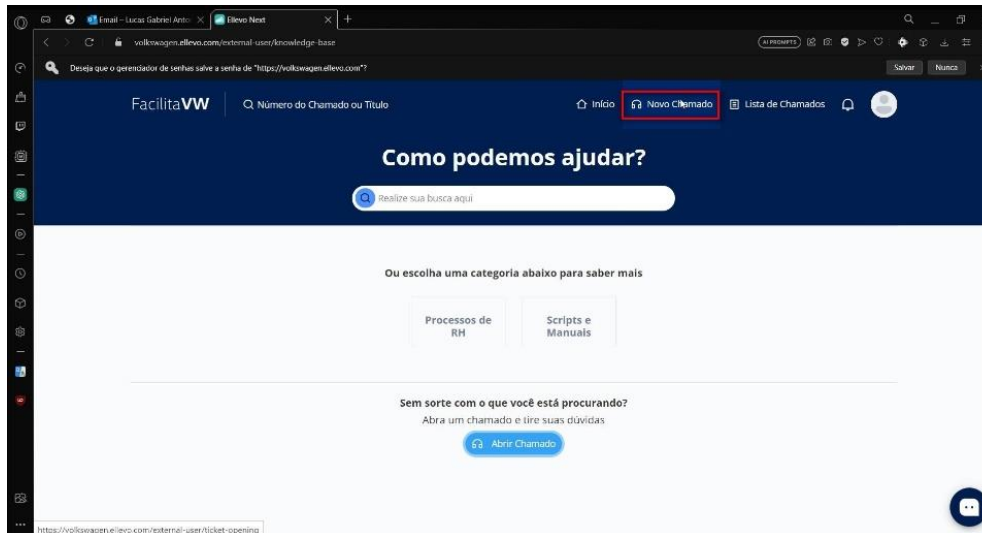 Email – Lucas Gabriel Anto
Ellevo Next
volkswagen.ellevo.com/external-user/knowledge-base
AI PROMPTS
Deseja que o gerenciador de senhas salve a senha de "https://volkswagen.ellevo.com"?
Salvar
Nunca
FacilitaVW
Número do Chamado ou Título
Início
Novo Chamado
Lista de Chamados
Como podemos ajudar?
Realize sua busca aqui
Ou escolha uma categoria abaixo para saber mais
Processos de
RH
Scripts e
Manuais
Sem sorte com o que você está procurando?
Abra um chamado e tire suas dúvidas
Abrir Chamado
https://volkswagen.ellevo.com/external-user/ticket-opening